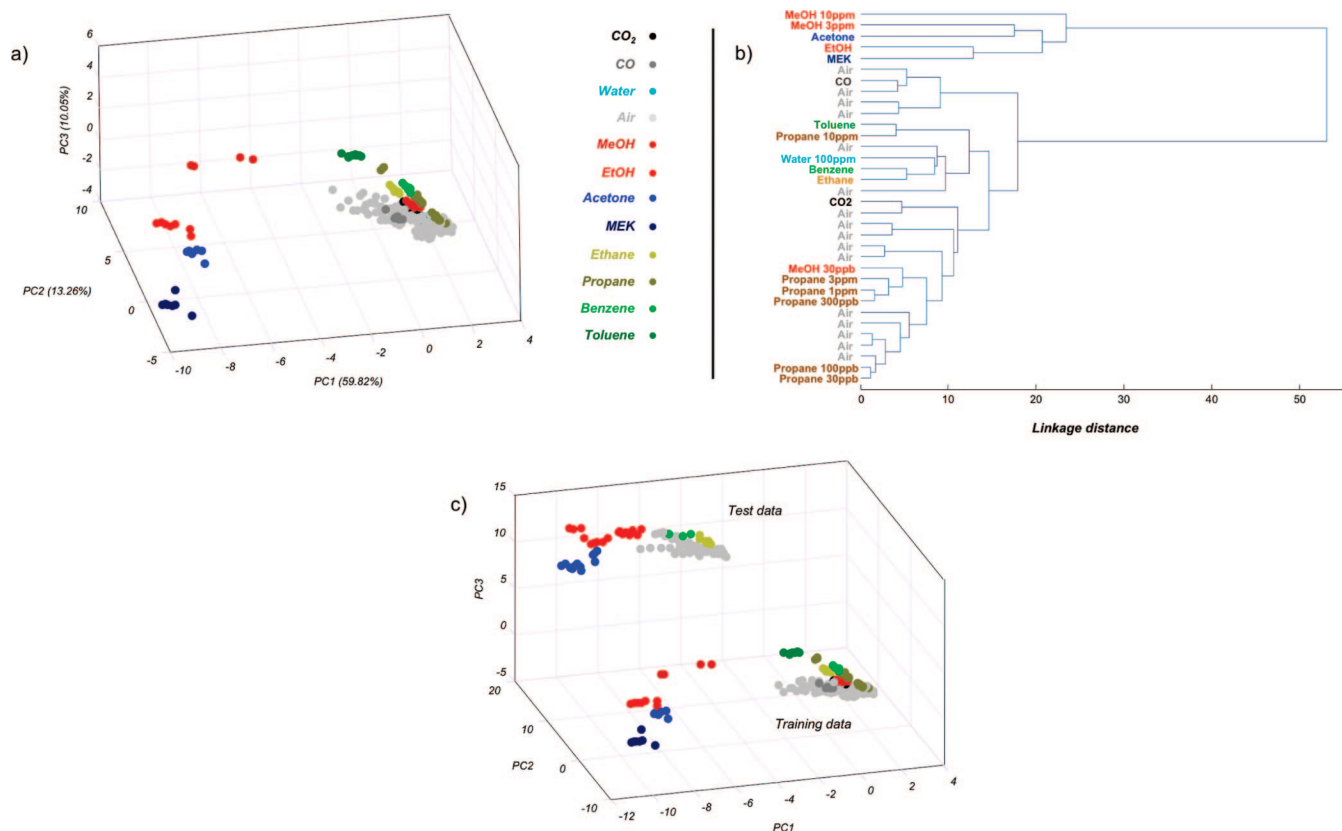 a)
6
4
2
0
-2
-4
PC3 (10.05%)
10
5
0
-5
PC2 (13.26%)
-10
-8
-6
-4
-2
0
2
4
PC1 (59.82%)
CO2
CO
Water
Air
MeOH
EtOH
Acetone
MEK
Ethane
Propane
Benzene
Toluene
b)
MeOH 10ppm
MeOH 3ppm
Acetone
EtOH
MEK
Air
CO
Air
Air
Air
Toluene
Propane 10ppm
Air
Water 100ppm
Benzene
Ethane
Air
CO2
Air
Air
Air
Air
Air
MeOH 30ppb
Propane 3ppm
Propane 1ppm
Propane 300ppb
Air
Air
Air
Air
Air
Propane 100ppb
Propane 30ppb
0 10 20 30 40 50
Linkage distance
c)
15
10
5
0
-5
PC3
20
10
0
-10
PC2
-12
-10
-8
-6
-4
-2
0
2
4
PC1
Test data
Training data